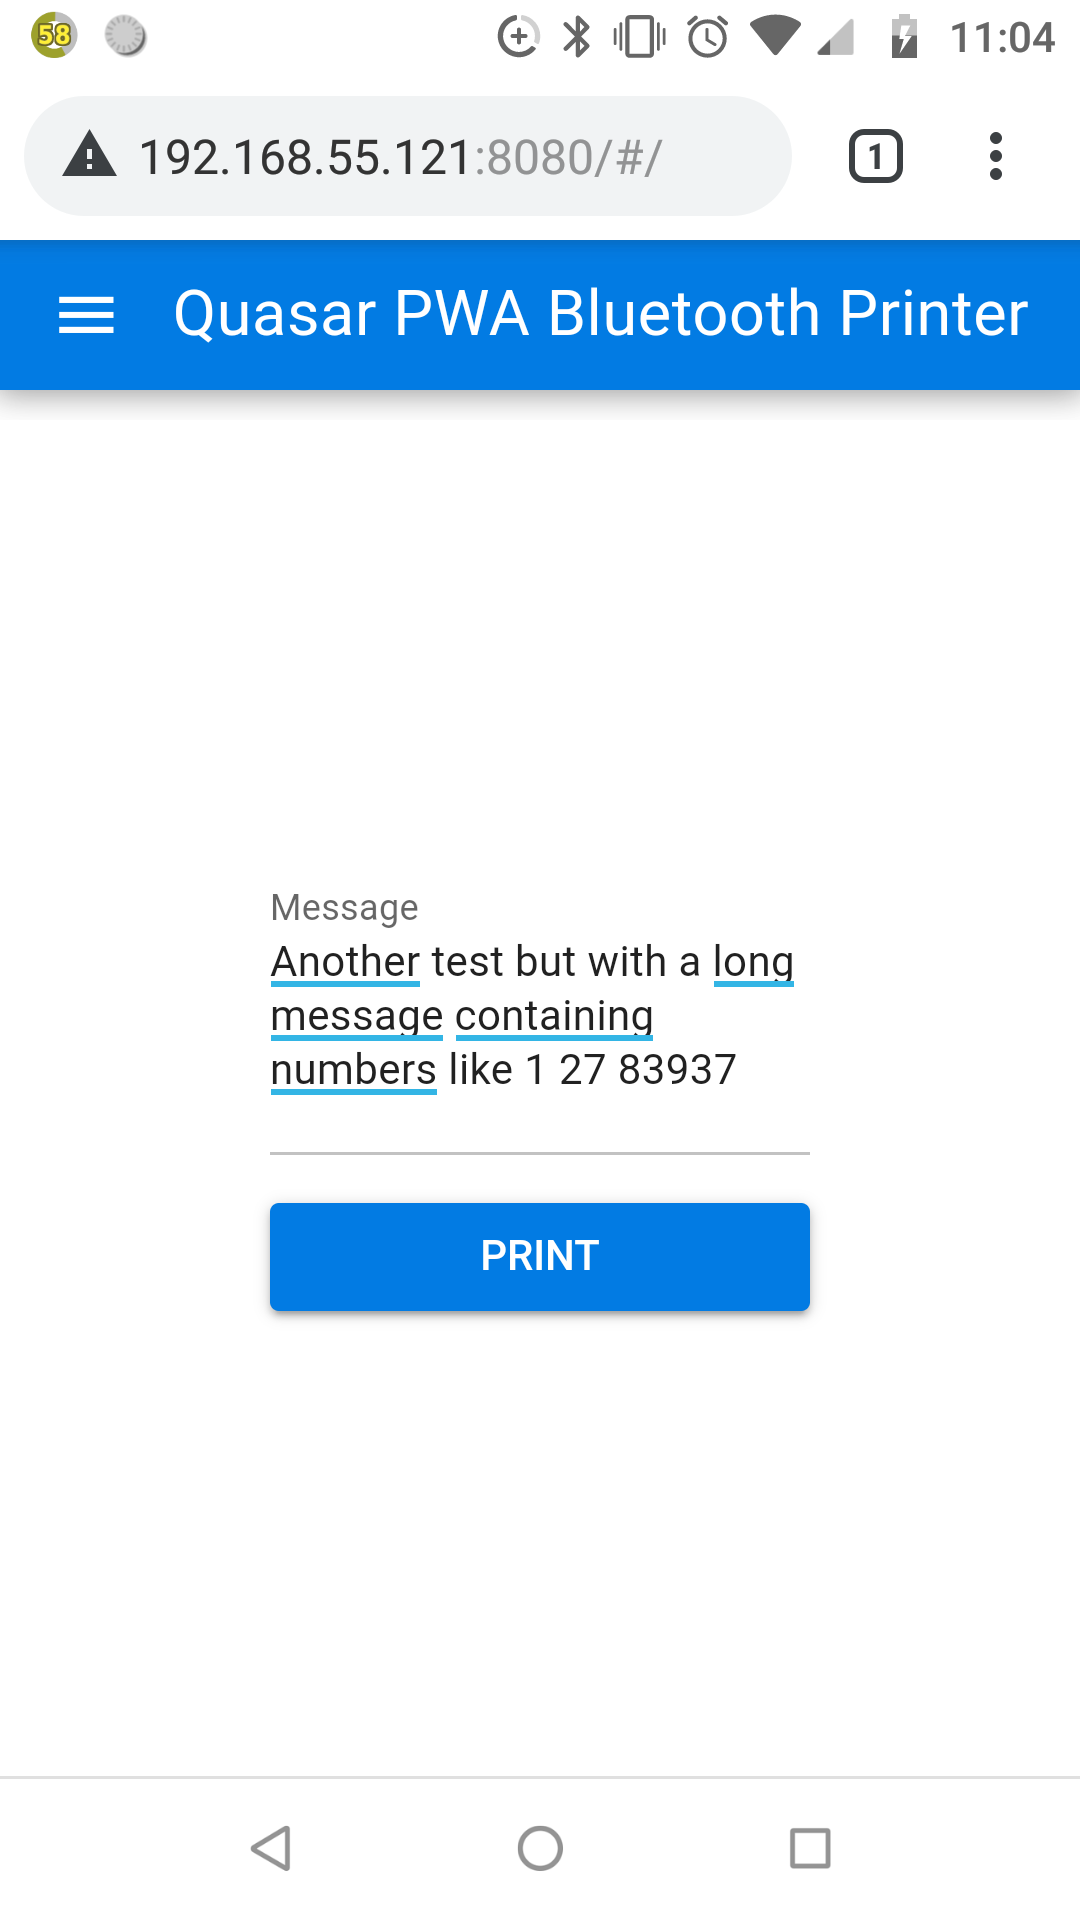 58 11:04
192.168.55.121:8080/#/ 1
Quasar PWA Bluetooth Printer
Message
Another test but with a long
message containing
numbers like 1 27 83937
PRINT